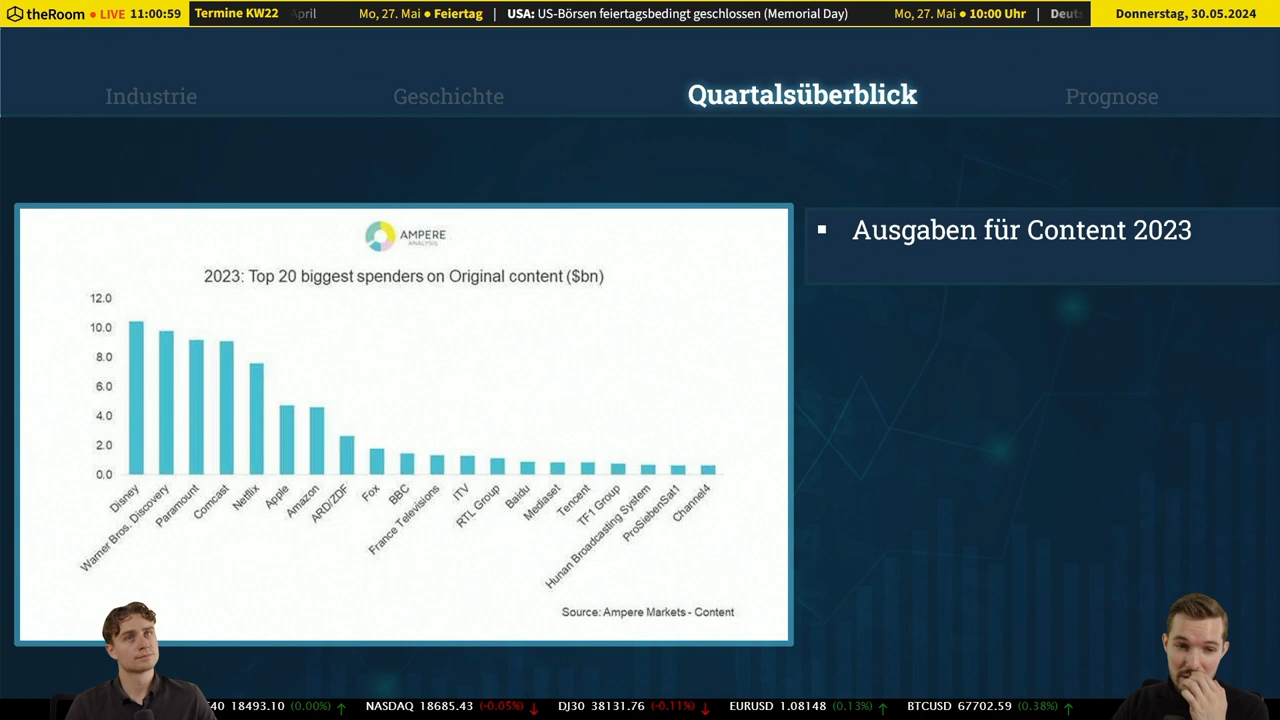 theRoom ● LIVE 11:00:59 Termine KW22 April Mo, 27. Mai ● Feiertag | USA: US-Börsen feiertagsbedingt geschlossen (Memorial Day) Mo, 27. Mai ● 10:00 Uhr | Donnerstag, 30.05.2024
Industrie Geschichte Quartalsüberblick Prognose
AMPERE
ANALYSIS
2023: Top 20 biggest spenders on Original content ($bn)
12.0
10.0
8.0
6.0
4.0
2.0
0.0
Disney
Warner Bros. Discovery
Paramount
Comcast
Netflix
Apple
Amazon
ARD/ZDF
Fox
BBC
France Televisions
ITV
RTL Group
Baidu
Mediaset
Tencent
TF1 Group
Hunan Broadcasting System
ProSiebenSat1
Channel4
Source: Ampere Markets - Content
▪ Ausgaben für Content 2023
18493.10 (0.00%) ↑ NASDAQ 18685.43 (-0.05%) ↓ DJ30 38131.76 (-0.11%) ↓ EURUSD 1.08148 (0.13%) ↑ BTCUSD 67702.59 (0.38%) ↑